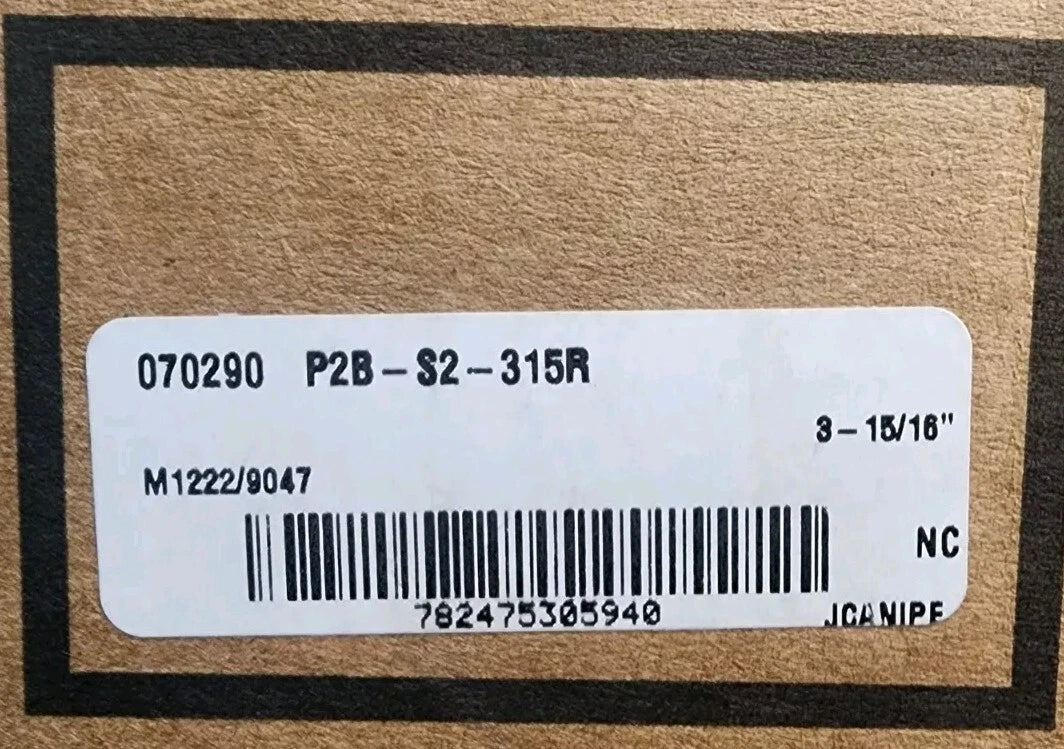 070290 P2B-S2-315R
3-15/16"
M1222/9047
NC
782475305940
JCANIPE